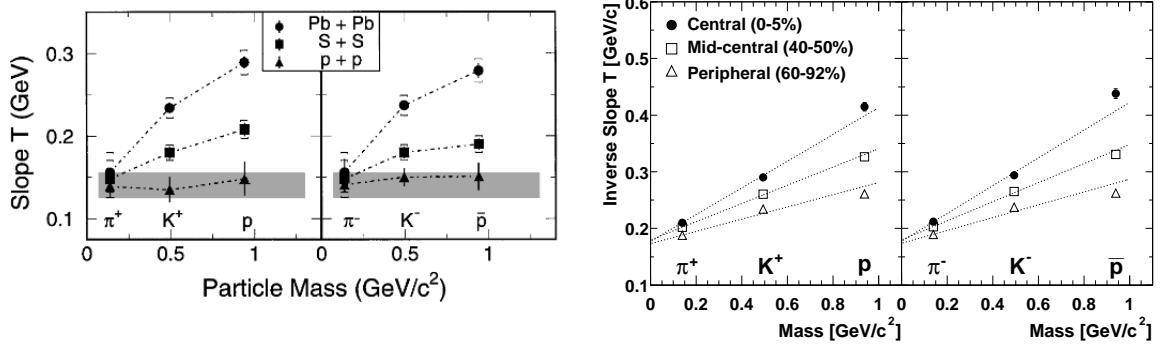 Pb + Pb
S + S
p + p
Slope T (GeV)
0.3
0.2
0.1
π+ K+ p
π- K- p̅
0 0.5 1 0 0.5 1
Particle Mass (GeV/c²)
Inverse Slope T [GeV/c]
0.6
0.5
0.4
0.3
0.2
0.1
Central (0-5%)
Mid-central (40-50%)
Peripheral (60-92%)
π+ K+ p
π- K- p̅
0 0.2 0.4 0.6 0.8 1 0 0.2 0.4 0.6 0.8 1
Mass [GeV/c²] Mass [GeV/c²]